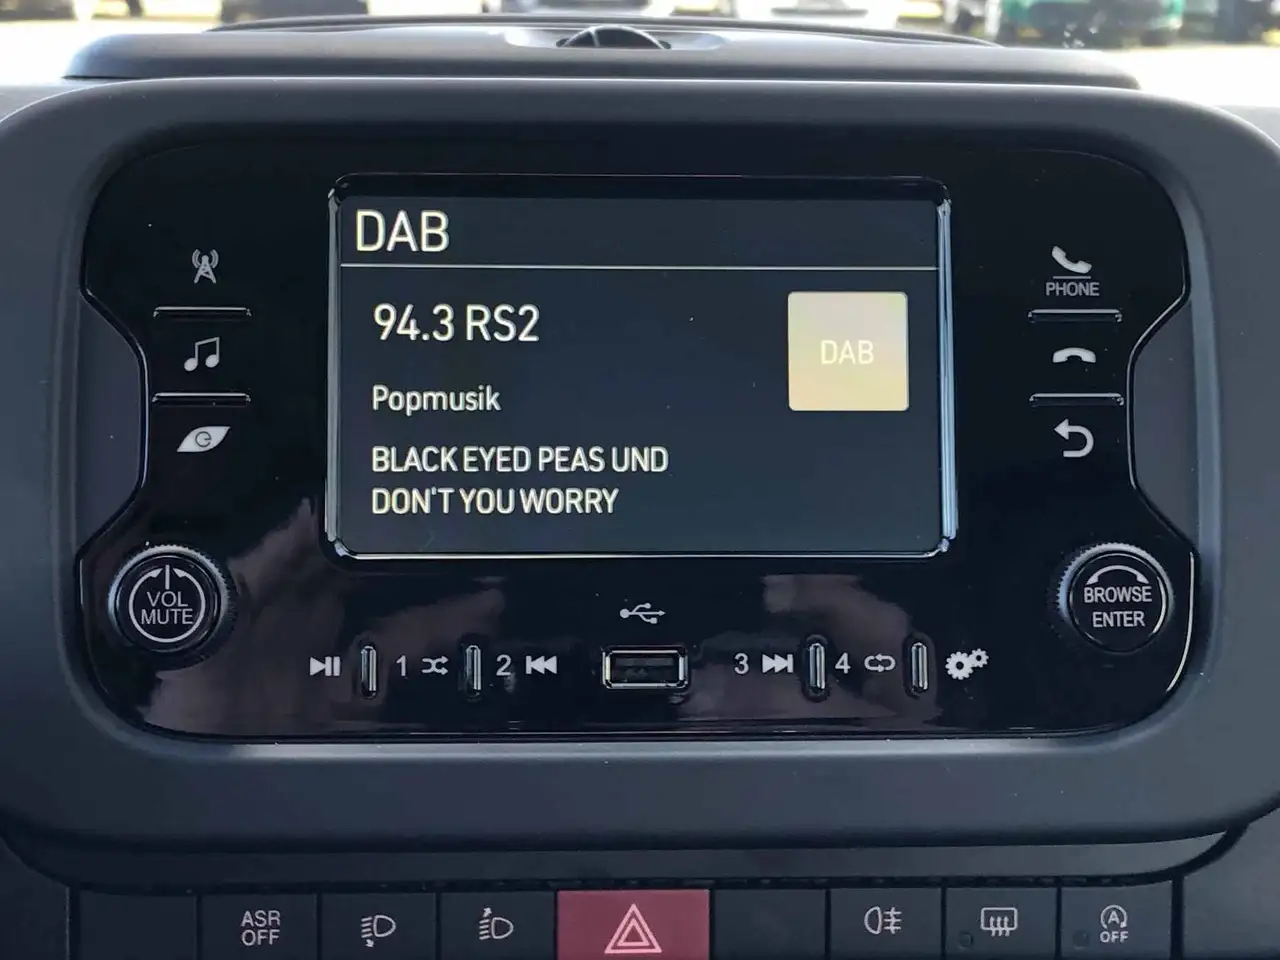 DAB
94.3 RS2
DAB
Popmusik
BLACK EYED PEAS UND
DON'T YOU WORRY
PHONE
VOL
MUTE
BROWSE
ENTER
1
2
3
4
ASR
OFF
A
OFF